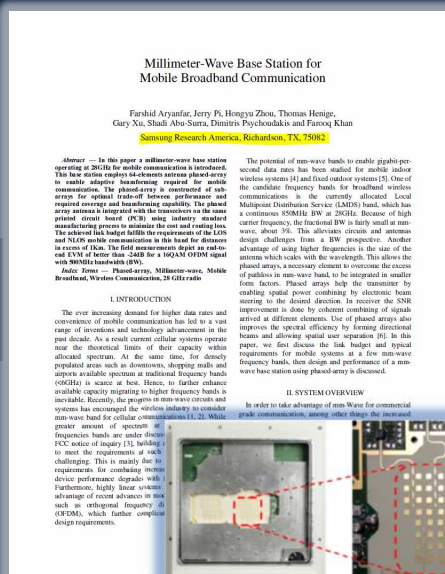 Millimeter-Wave Base Station for
Mobile Broadband Communication
Farshid Aryanfar, Jerry Pi, Hongyu Zhou, Thomas Henige,
Gary Xu, Shadi Abu-Surra, Dimitris Psychoudakis and Farooq Khan
Samsung Research America, Richardson, TX, 75082
Abstract — In this paper a millimeter-wave base station
operating at 28GHz for mobile communication is introduced.
This base station employs 64-elements antenna phased-array to
enable adaptive beamforming required for mobile
communication. The phased-array is constructed of sub-
arrays for optimal trade-off between performance and
required coverage and beamforming capability. The phased
array antenna is integrated with the transceivers on the same
printed circuit board (PCB) using industry standard
manufacturing process to minimize the cost and routing loss.
The achieved link budget fulfills the requirements of the LOS
and NLOS mobile communication in this band for distances
in excess of 1Km. The field measurements depict an end-to-
end EVM of better than -24dB for a 16QAM OFDM signal
with 500MHz bandwidth (BW).
Index Terms — Phased-array, Millimeter-wave, Mobile
Broadband, Wireless Communication, 28 GHz radio
I. INTRODUCTION
The ever increasing demand for higher data rates and
convenience of mobile communication has led to a vast
range of inventions and technology advancement in the
past decade. As a result current cellular systems operate
near the theoretical limits of their capacity within
allocated spectrum. At the same time, for densely
populated areas such as downtowns, shopping malls and
airports available spectrum at traditional frequency bands
(<6GHz) is scarce at best. Hence, to further enhance
available capacity migrating to higher frequency bands is
inevitable. Recently, the progress in mm-wave circuits and
systems has encouraged the wireless industry to consider
mm-wave band for cellular communications [1, 2]. While
greater amount of spectrum at
frequencies bands are under
FCC notice of inquiry [3], building
to meet the requirements at such
challenging. This is mainly due to
requirements for combating
device performance degrades with
Furthermore, highly linear systems
advantage of recent advances in
such as orthogonal frequency
(OFDM), which further
design requirements.
The potential of mm-wave bands to enable gigabit-per-
second data rates has been studied for mobile indoor
wireless systems [4] and fixed outdoor systems [5]. One of
the candidate frequency bands for broadband wireless
communications is the currently allocated Local
Multipoint Distribution Service (LMDS) band, which has
a continuous 850MHz BW at 28GHz. Because of high
carrier frequency, the fractional BW is fairly small at mm-
wave, about 3%. This alleviates circuits and antennas
design challenges from a BW prospective. Another
advantage of using higher frequencies is the size of the
antenna which scales with the wavelength. This allows the
phased arrays, a necessary element to overcome the excess
of pathloss in mm-wave band, to be integrated in smaller
form factors. Phased arrays help the transmitter by
enabling spatial power combining by electronic beam
steering to the desired direction. In receiver the SNR
improvement is done by coherent combining of signals
arrived at different elements. Use of phased arrays also
improves the spectral efficiency by forming directional
beams and allowing spatial user separation [6]. In this
paper, we first discuss the link budget and typical
requirements for mobile systems at a few mm-wave
frequency bands, then design and performance of a mm-
wave base station using phased-array is discussed.
II. SYSTEM OVERVIEW
In order to take advantage of mm-Wave for commercial
grade communication, among other things the increased